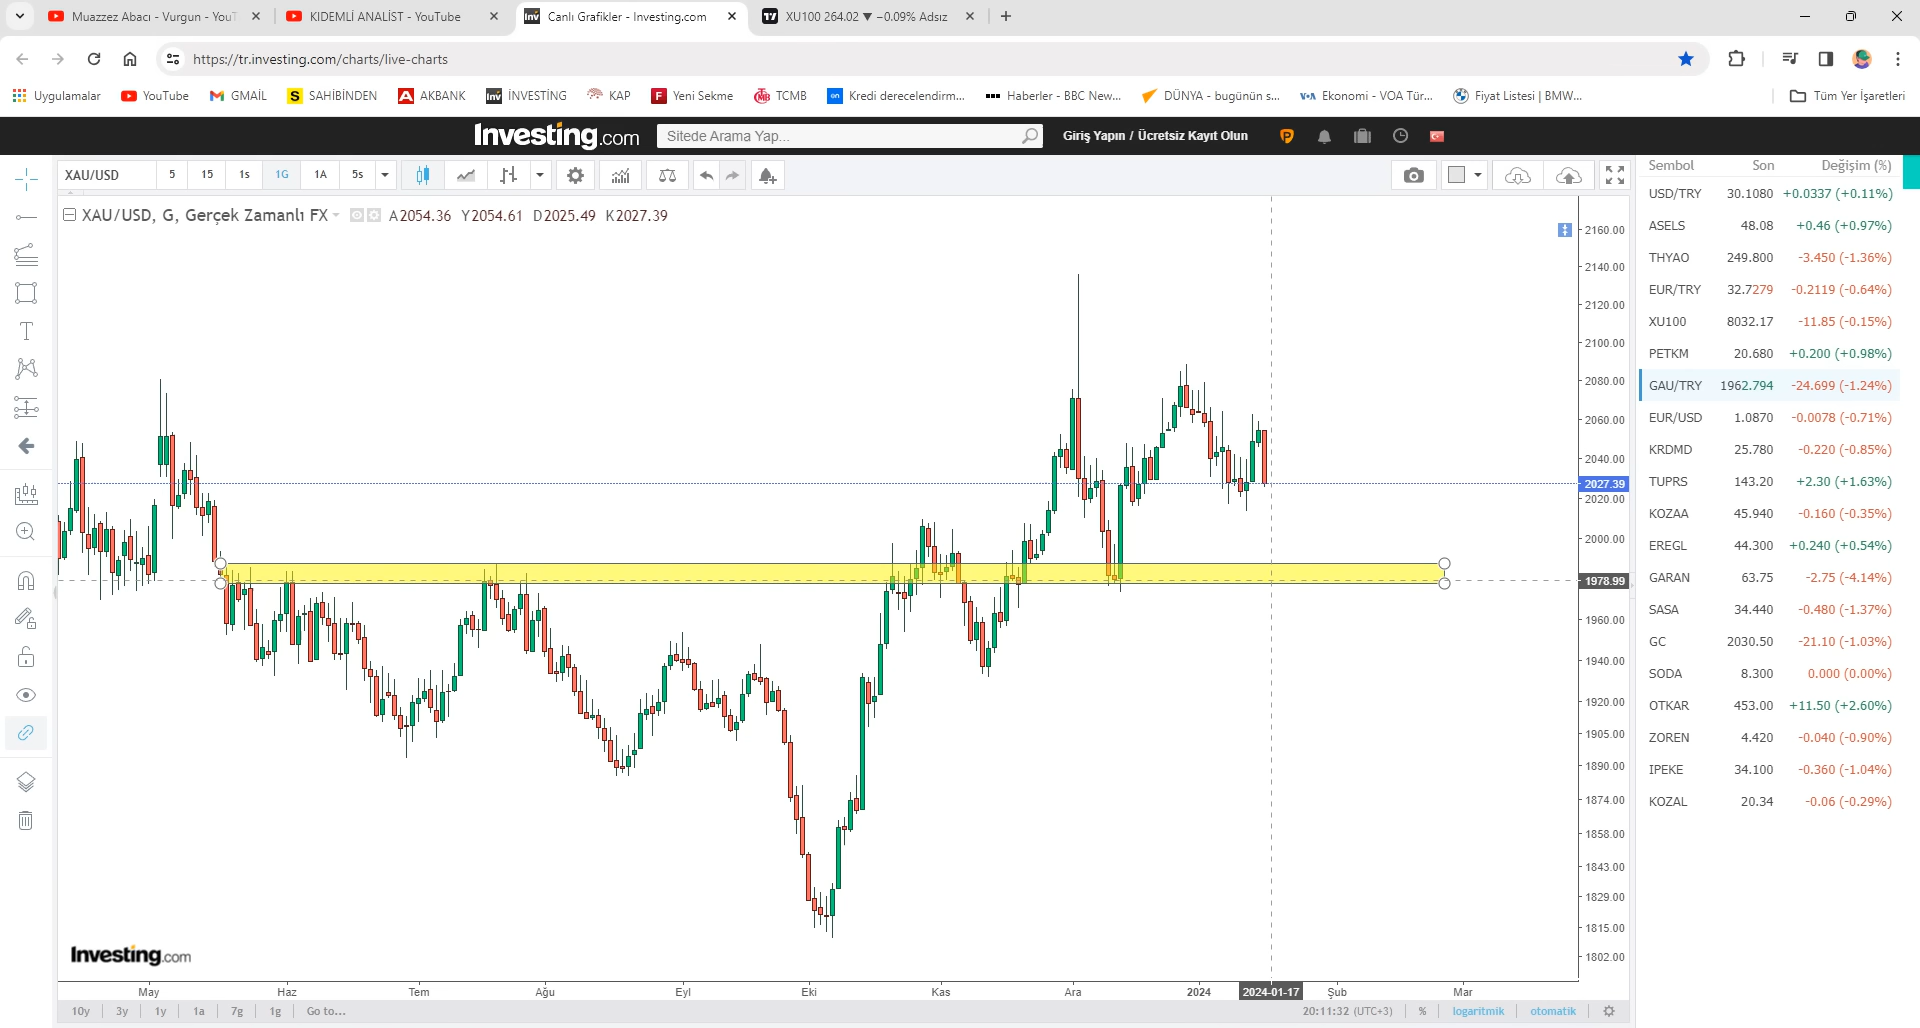 Muazzez Abacı - Vurgun - YouT
KIDEMLİ ANALİST - YouTube
Canlı Grafikler - Investing.com
XU100 264.02 ▼ −0.09% Adsız
https://tr.investing.com/charts/live-charts
Uygulamalar
YouTube
GMAIL
SAHİBİNDEN
AKBANK
İNVESTİNG
KAP
Yeni Sekme
TCMB
Kredi derecelendirm...
Haberler - BBC New...
DÜNYA - bugünün s...
Ekonomi - VOA Tür...
Fiyat Listesi | BMW...
Tüm Yer İşaretleri
Investing.com
Sitede Arama Yap...
Giriş Yapın / Ücretsiz Kayıt Olun
XAU/USD 5 15 1s 1G 1A 5s
XAU/USD, G, Gerçek Zamanlı FX A2054.36 Y2054.61 D2025.49 K2027.39
2160.00
2140.00
2120.00
2100.00
2080.00
2060.00
2040.00
2027.39
2020.00
2000.00
1978.99
1960.00
1940.00
1920.00
1905.00
1890.00
1874.00
1858.00
1843.00
1829.00
1815.00
1802.00
Investing.com
May Haz Tem Ağu Eyl Eki Kas Ara 2024 2024-01-17 Şub Mar
10y 3y 1y 1a 7g 1g Go to... 20:11:32 (UTC+3) % logaritmik otomatik
Sembol Son Değişim (%)
USD/TRY 30.1080 +0.0337 (+0.11%)
ASELS 48.08 +0.46 (+0.97%)
THYAO 249.800 -3.450 (-1.36%)
EUR/TRY 32.7279 -0.2119 (-0.64%)
XU100 8032.17 -11.85 (-0.15%)
PETKM 20.680 +0.200 (+0.98%)
GAU/TRY 1962.794 -24.699 (-1.24%)
EUR/USD 1.0870 -0.0078 (-0.71%)
KRDMD 25.780 -0.220 (-0.85%)
TUPRS 143.20 +2.30 (+1.63%)
KOZAA 45.940 -0.160 (-0.35%)
EREGL 44.300 +0.240 (+0.54%)
GARAN 63.75 -2.75 (-4.14%)
SASA 34.440 -0.480 (-1.37%)
GC 2030.50 -21.10 (-1.03%)
SODA 8.300 0.000 (0.00%)
OTKAR 453.00 +11.50 (+2.60%)
ZOREN 4.420 -0.040 (-0.90%)
IPEKE 34.100 -0.360 (-1.04%)
KOZAL 20.34 -0.06 (-0.29%)